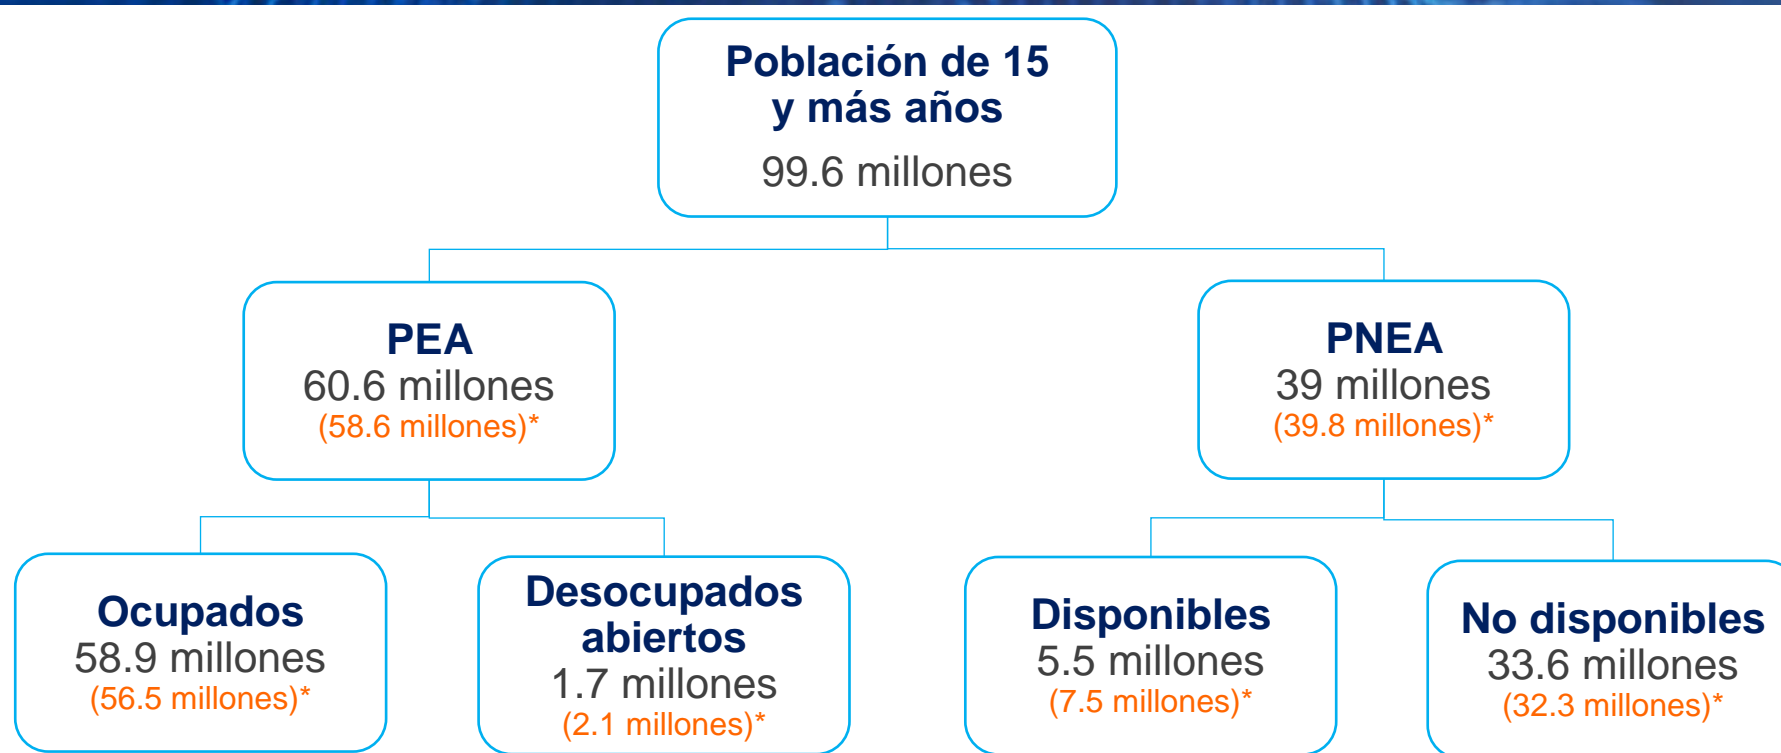 Población de 15
y más años
99.6 millones
PEA
60.6 millones
(58.6 millones)*
PNEA
39 millones
(39.8 millones)*
Ocupados
58.9 millones
(56.5 millones)*
Desocupados
abiertos
1.7 millones
(2.1 millones)*
Disponibles
5.5 millones
(7.5 millones)*
No disponibles
33.6 millones
(32.3 millones)*